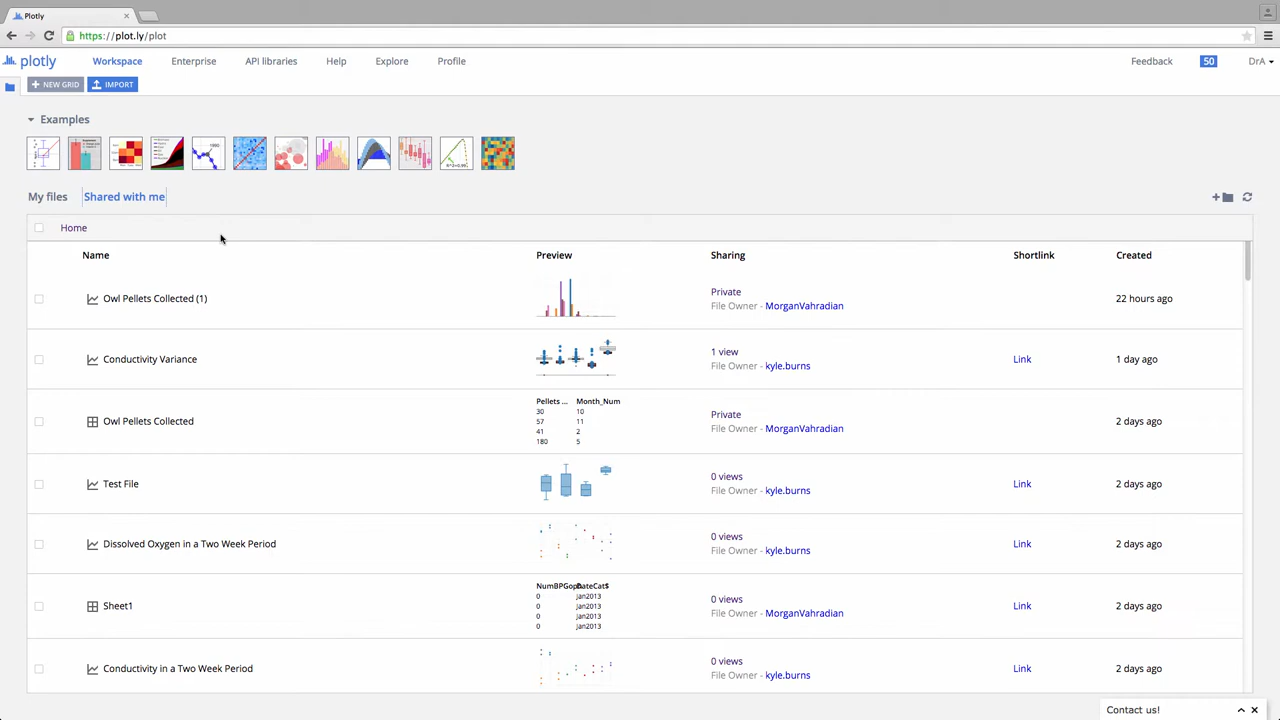 Plotly
https://plot.ly/plot
plotly Workspace Enterprise API libraries Help Explore Profile Feedback 50 DrA
+ NEW GRID IMPORT
Examples
My files Shared with me
Home
Name Preview Sharing Shortlink Created
Owl Pellets Collected (1) Private 22 hours ago
File Owner - MorganVahradian
Conductivity Variance 1 view Link 1 day ago
File Owner - kyle.burns
Pellets ... Month_Num
30 10
57 11
41 2
180 5
Owl Pellets Collected Private 2 days ago
File Owner - MorganVahradian
Test File 0 views Link 2 days ago
File Owner - kyle.burns
Dissolved Oxygen in a Two Week Period 0 views Link 2 days ago
File Owner - kyle.burns
0 Jan2013
0 Jan2013
0 Jan2013
0 Jan2013
Sheet1 0 views Link 2 days ago
File Owner - MorganVahradian
Conductivity in a Two Week Period 0 views Link 2 days ago
File Owner - kyle.burns
Contact us!